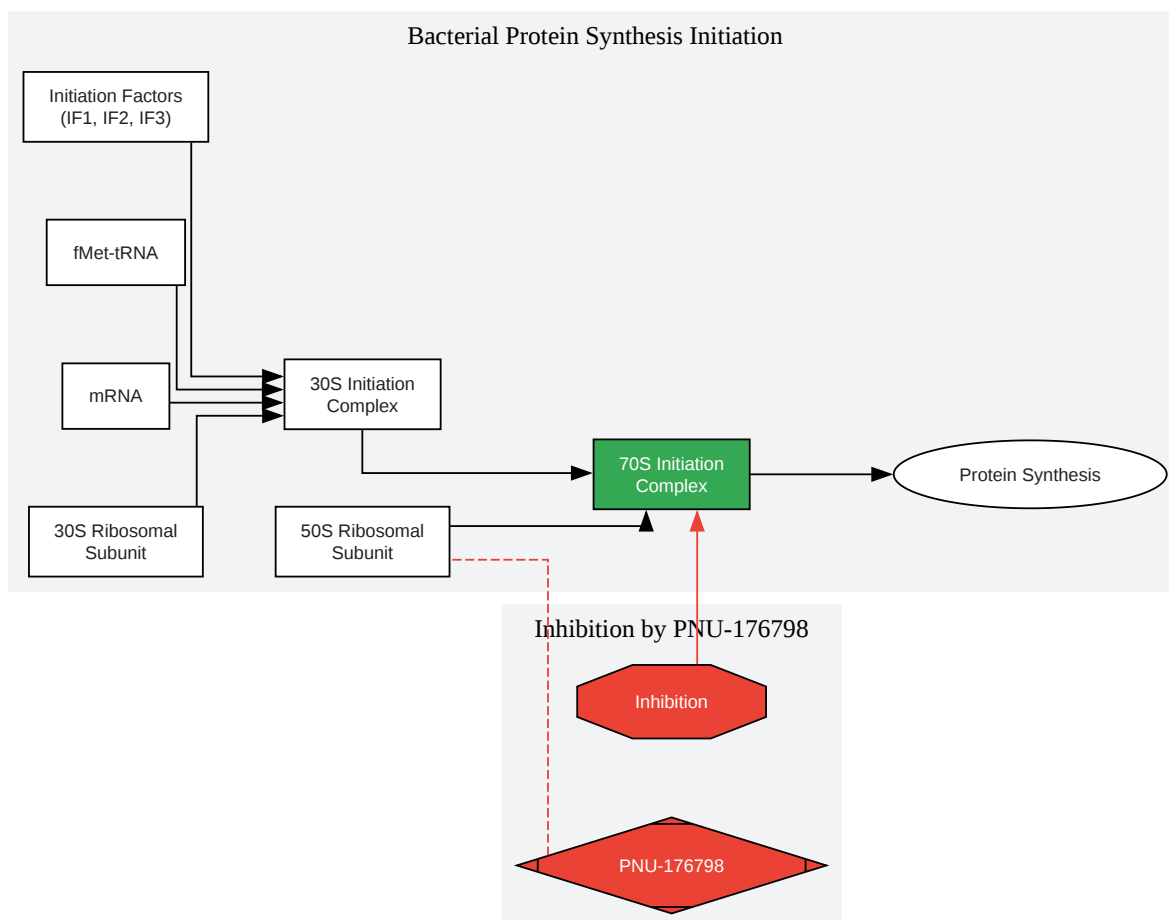 Bacterial Protein Synthesis Initiation
Initiation Factors
(IF1, IF2, IF3)
fMet-tRNA
mRNA
30S Initiation
Complex
70S Initiation
Complex
Protein Synthesis
30S Ribosomal
Subunit
50S Ribosomal
Subunit
Inhibition by PNU-176798
Inhibition
PNU-176798